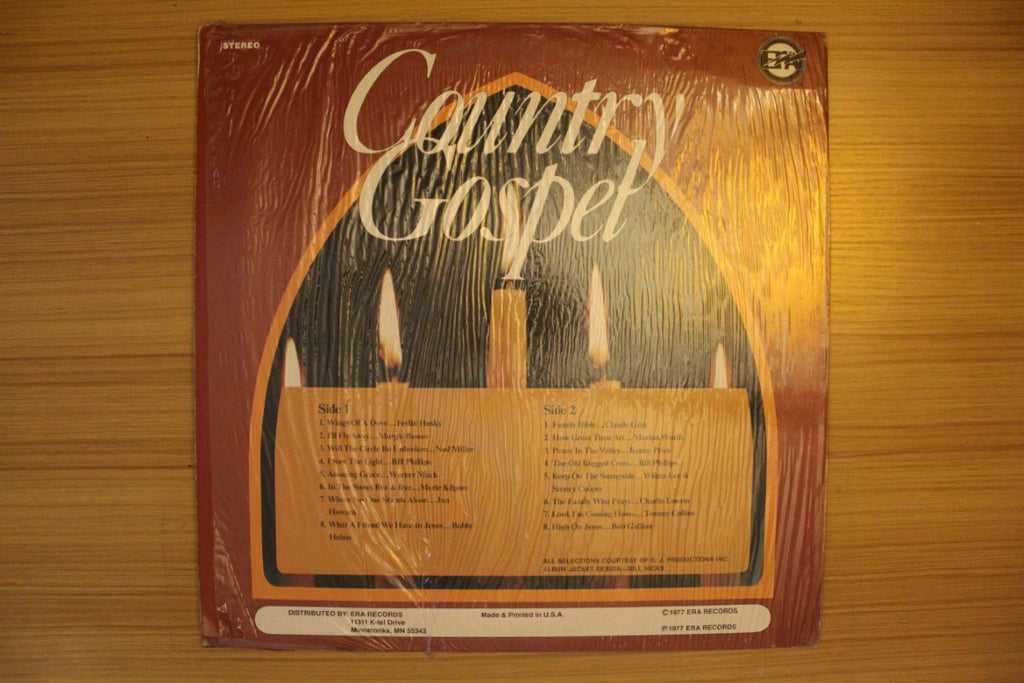 STEREO
ERA
Country
Gospel
Side 1
1. Wings Of A Dove...Ferlin Husky
2. I'll Fly Away...Margie Bowes
3. Will The Circle Be Unbroken...Ned Miller
4. I Saw The Light...Bill Phillips
5. Amazing Grace...Warner Mack
6. In The Sweet Bye & Bye...Merle Kilgore
7. Where No One Stands Alone...Jan
Howard
8. What A Friend We Have In Jesus...Bobby
Helms
Side 2
1. Family Bible...Claude Gray
2. How Great Thou Art...Marion Worth
3. Peace In The Valley...Kenny Price
4. The Old Rugged Cross...Bill Phillips
5. Keep On The Sunnyside...Wilma Lee &
Stoney Cooper
6. The Family Who Prays...Charlie Louvin
7. Lord, I'm Coming Home...Tommy Collins
8. High On Jesus...Bob Gallion
ALL SELECTIONS COURTESY OF S. J. PRODUCTIONS INC.
ALBUM JACKET DESIGN—BILL HICKS
DISTRIBUTED BY: ERA RECORDS
11311 K-tel Drive
Minnetonka, MN 55343
Made & Printed in U.S.A.
©1977 ERA RECORDS
℗1977 ERA RECORDS